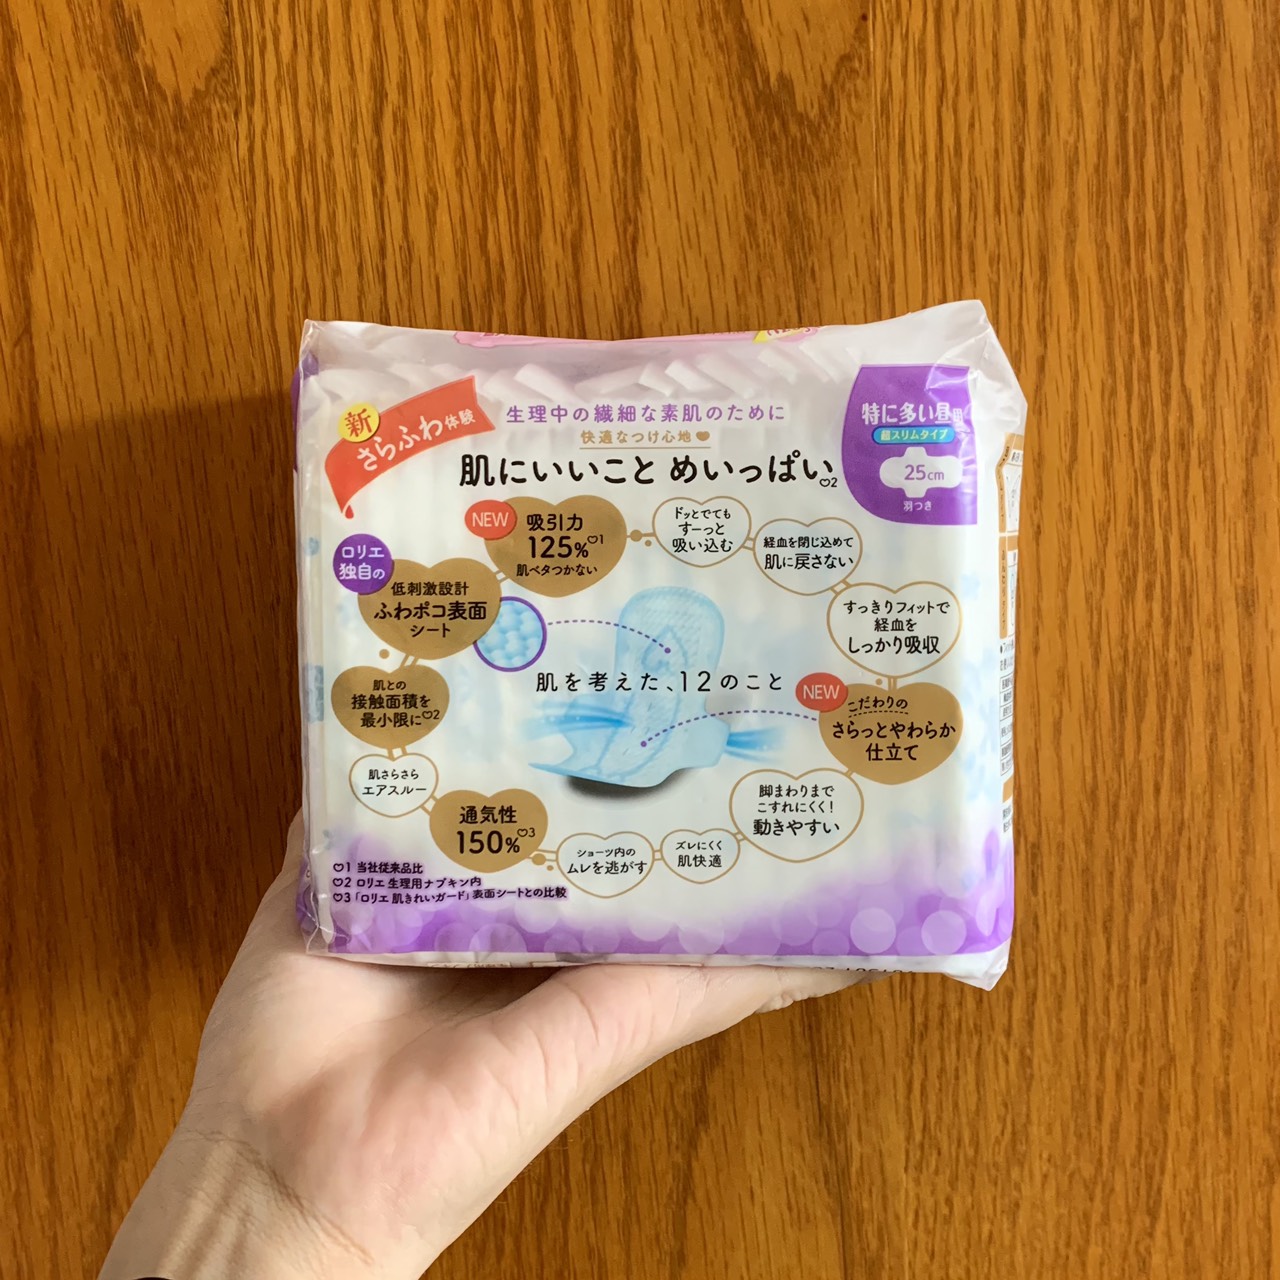 新
さらふわ体験
生理中の繊細な素肌のために
快適なつけ心地
肌にいいこと めいっぱい♡2
特に多い昼用
超スリムタイプ
25cm
羽つき
NEW
吸引力
125%♡1
肌ベタつかない
ドッとでても
すーっと
吸い込む
経血を閉じ込めて
肌に戻さない
すっきりフィットで
経血を
しっかり吸収
NEW
こだわりの
さらっとやわらか
仕立て
脚まわりまで
こすれにくく!
動きやすい
ズレにくく
肌快適
ショーツ内の
ムレを逃がす
通気性
150%♡3
肌さらさら
エアスルー
肌との
接触面積を
最小限に♡2
ロリエ
独自の
低刺激設計
ふわポコ表面
シート
肌を考えた、12のこと
♡1 当社従来品比
♡2 ロリエ 生理用ナプキン内
♡3「ロリエ 肌きれいガード」表面シートとの比較